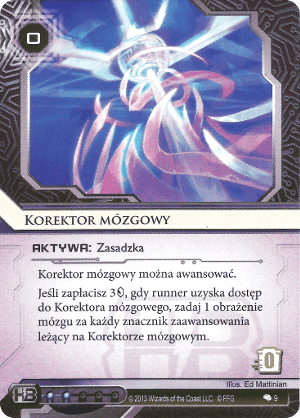 0
KOREKTOR MÓZGOWY
AKTYWA: Zasadzka
Korektor mózgowy można awansować.
Jeśli zapłacisz 3, gdy runner uzyska dostęp
do Korektora mózgowego, zadaj 1 obrażenie
mózgu za każdy znacznik zaawansowania
leżący na Korektorze mózgowym.
0
Illus. Ed Mattinian
HB
© 2013 Wizards of the Coast LLC. © FFG
9